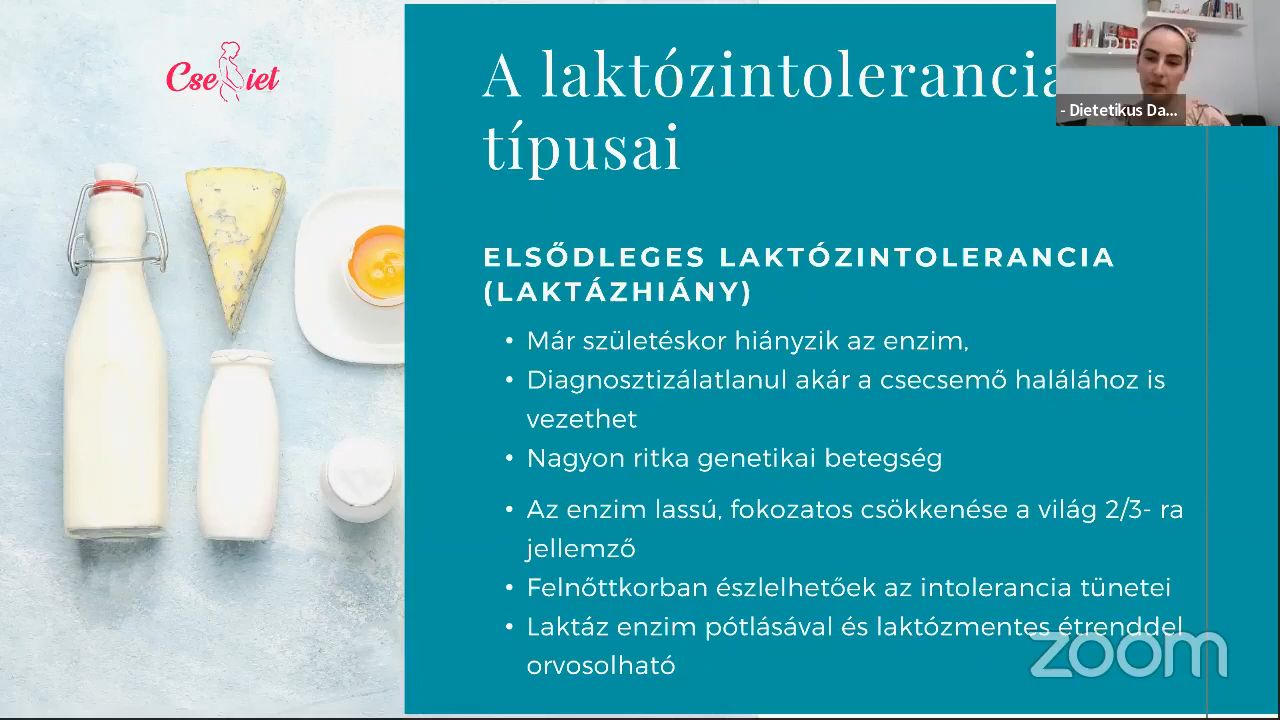 CseDiet
A laktózintolerancia
típusai
- Dietetikus Da...
ELSŐDLEGES LAKTÓZINTOLERANCIA
(LAKTÁZHIÁNY)
• Már születéskor hiányzik az enzim,
• Diagnosztizálatlanul akár a csecsemő halálához is
vezethet
• Nagyon ritka genetikai betegség
• Az enzim lassú, fokozatos csökkenése a világ 2/3- ra
jellemző
• Felnőttkorban észlelhetőek az intolerancia tünetei
• Laktáz enzim pótlásával és laktózmentes étrenddel
orvosolható
zoom